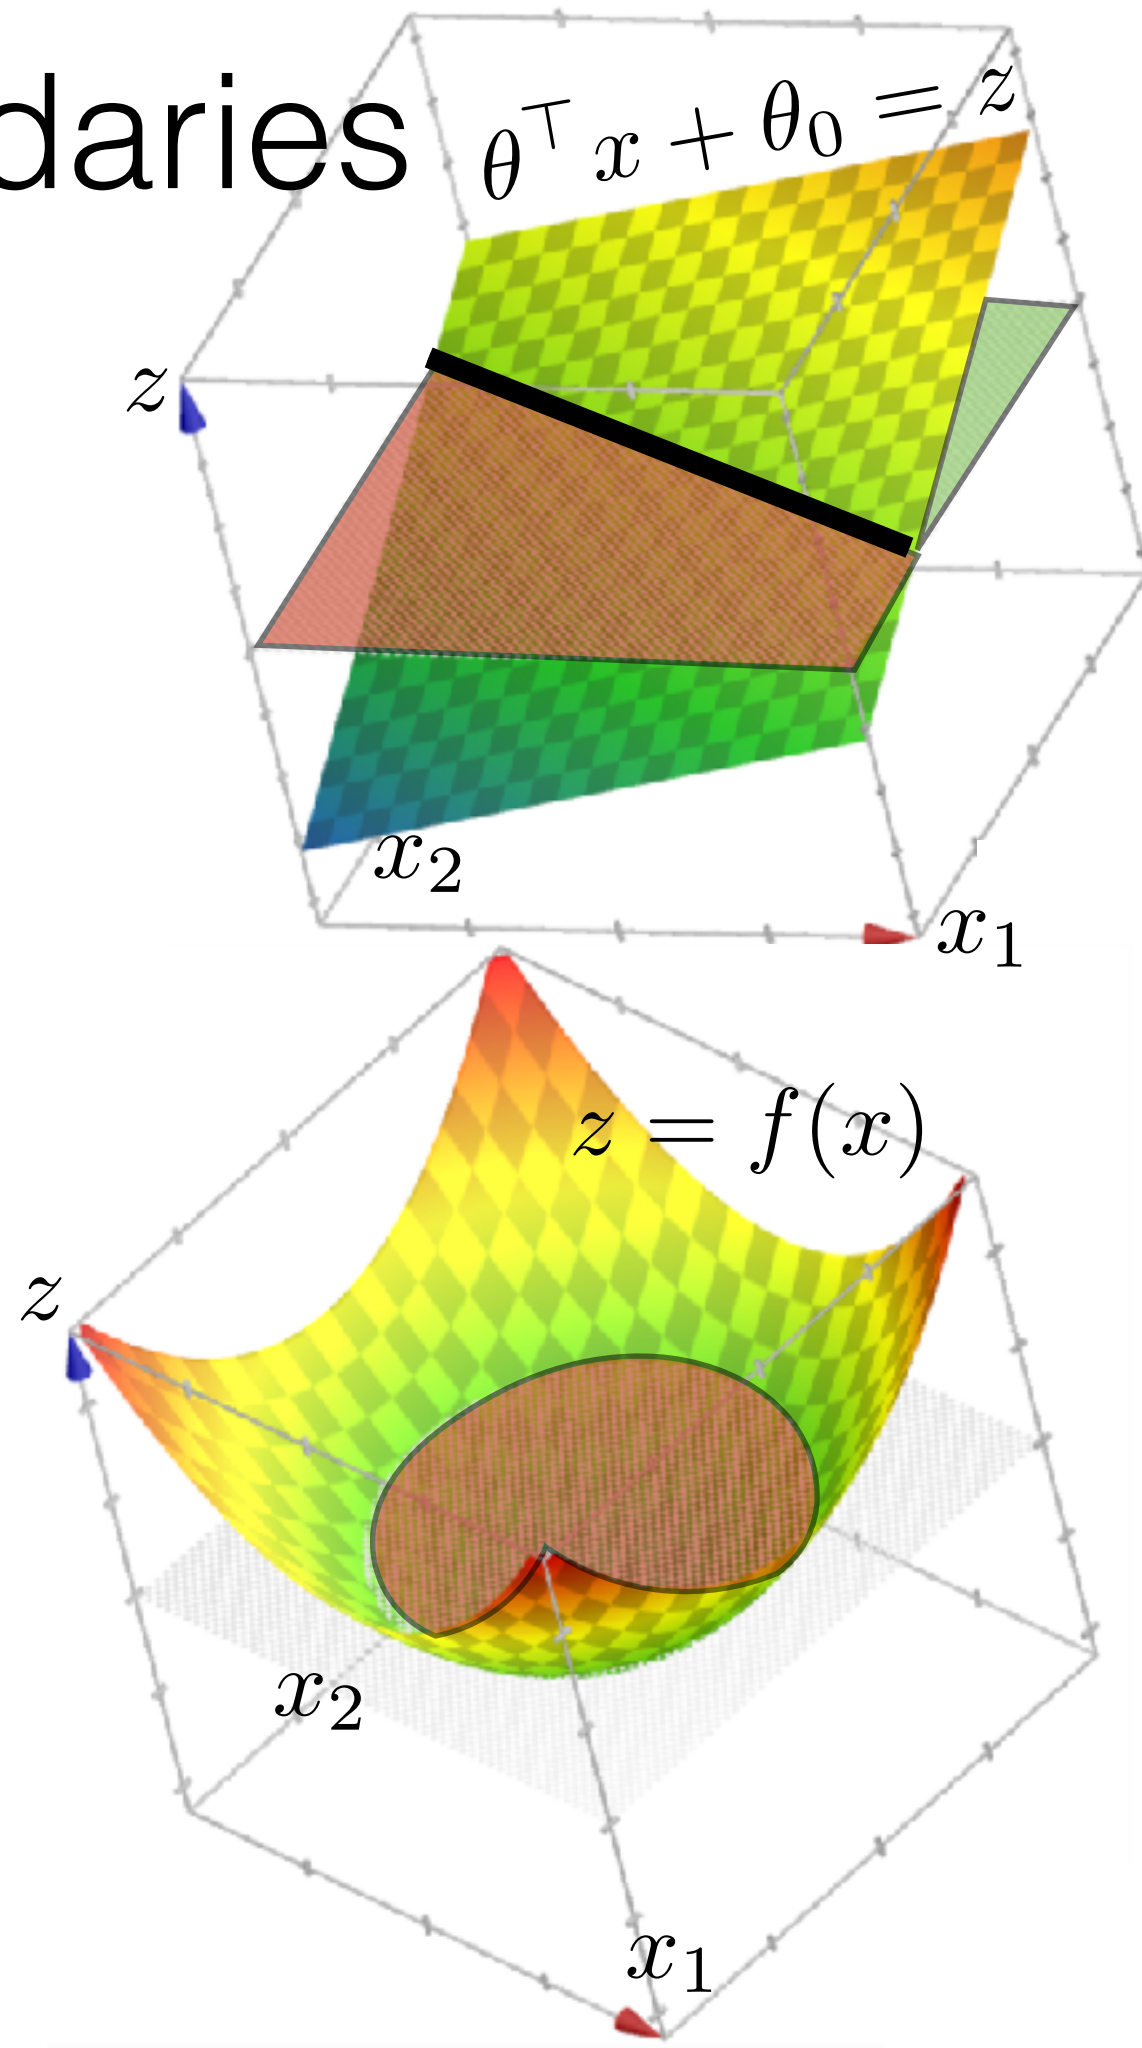 daries
θ⊤x + θ0 = z
z
x2
x1
z = f(x)
z
x2
x1